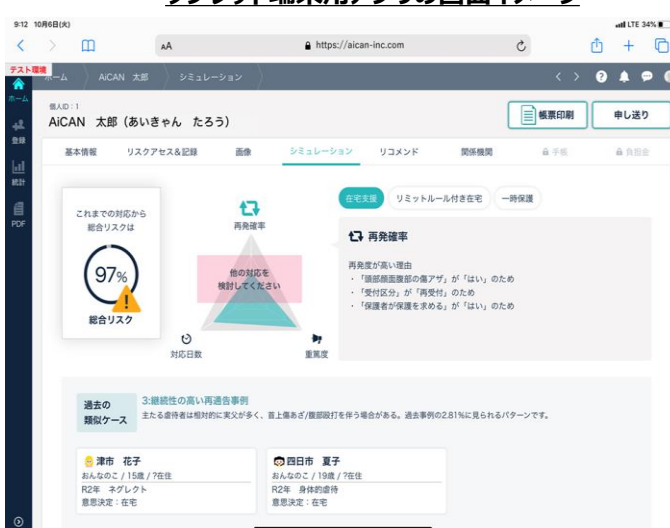 タブレット端末用アプリの画面イメージ
9:12 10月6日(火)
LTE 34%
AA
https://aican-inc.com
テスト環境
ホーム
AiCAN 太郎
シミュレーション
ホーム
登録
統計
PDF
個人ID：1
AiCAN 太郎（あいきゃん たろう）
帳票印刷
申し送り
基本情報
リスクアセス&記録
画像
シミュレーション
リコメンド
関係機関
手帳
負担金
これまでの対応から
総合リスクは
97%
総合リスク
再発確率
他の対応を
検討してください
対応日数
重篤度
在宅支援
リミットルール付き在宅
一時保護
再発確率
再発度が高い理由
・「頭部顔面腹部の傷アザ」が「はい」のため
・「受付区分」が「再受付」のため
・「保護者が保護を求める」が「はい」のため
過去の
類似ケース
3:継続性の高い再通告事例
主たる虐待者は相対的に実父が多く、首上傷あざ/腹部殴打を伴う場合がある。過去事例の2.81%に見られるパターンです。
津市 花子
おんなのこ / 15歳 / ?在住
R2年 ネグレクト
意思決定：在宅
四日市 夏子
おんなのこ / 19歳 / ?在住
R2年 身体的虐待
意思決定：在宅